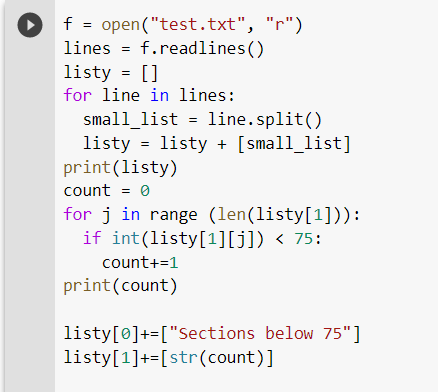 f = open("test.txt", "r")
lines = f.readlines()
listy = []
for line in lines:
  small_list = line.split()
  listy = listy + [small_list]
print(listy)
count = 0
for j in range (len(listy[1])):
  if int(listy[1][j]) < 75:
    count+=1
print(count)

listy[0]+=["Sections below 75"]
listy[1]+=[str(count)]